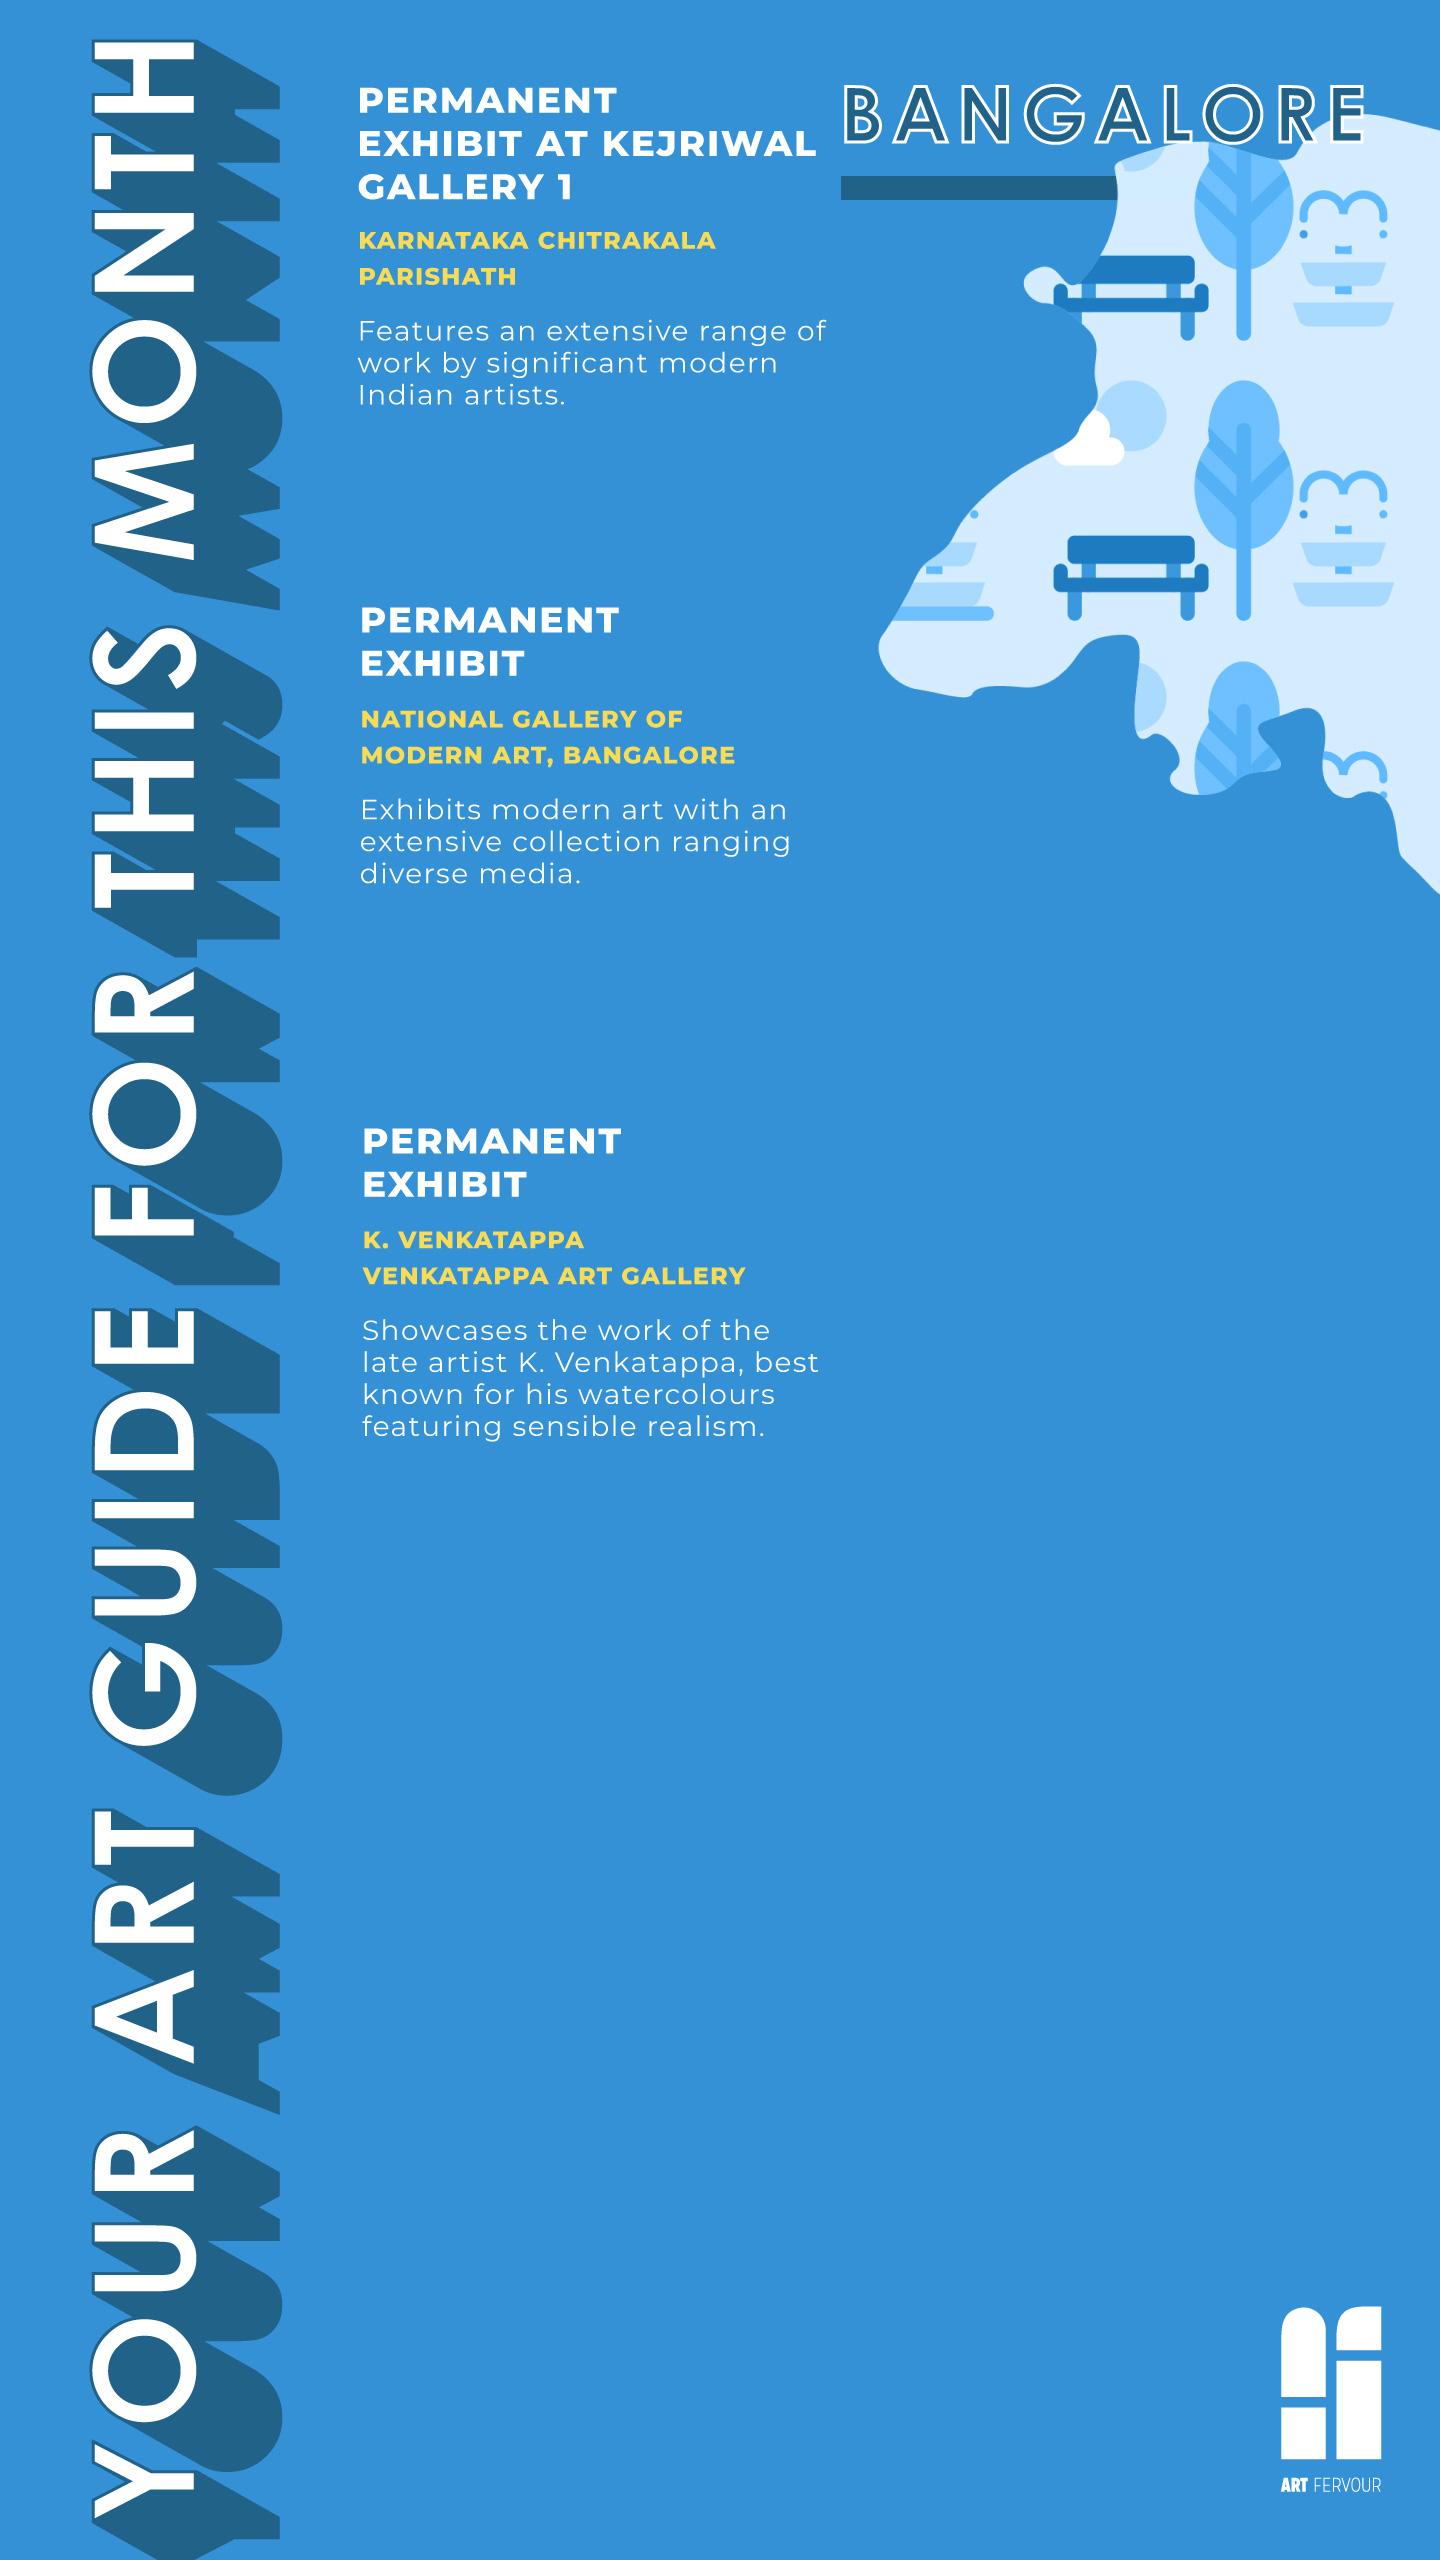 YOUR ART GUIDE FOR THIS MONTH
BANGALORE
PERMANENT
EXHIBIT AT KEJRIWAL
GALLERY 1
KARNATAKA CHITRAKALA
PARISHATH
Features an extensive range of
work by significant modern
Indian artists.
PERMANENT
EXHIBIT
NATIONAL GALLERY OF
MODERN ART, BANGALORE
Exhibits modern art with an
extensive collection ranging
diverse media.
PERMANENT
EXHIBIT
K. VENKATAPPA
VENKATAPPA ART GALLERY
Showcases the work of the
late artist K. Venkatappa, best
known for his watercolours
featuring sensible realism.
ART FERVOUR